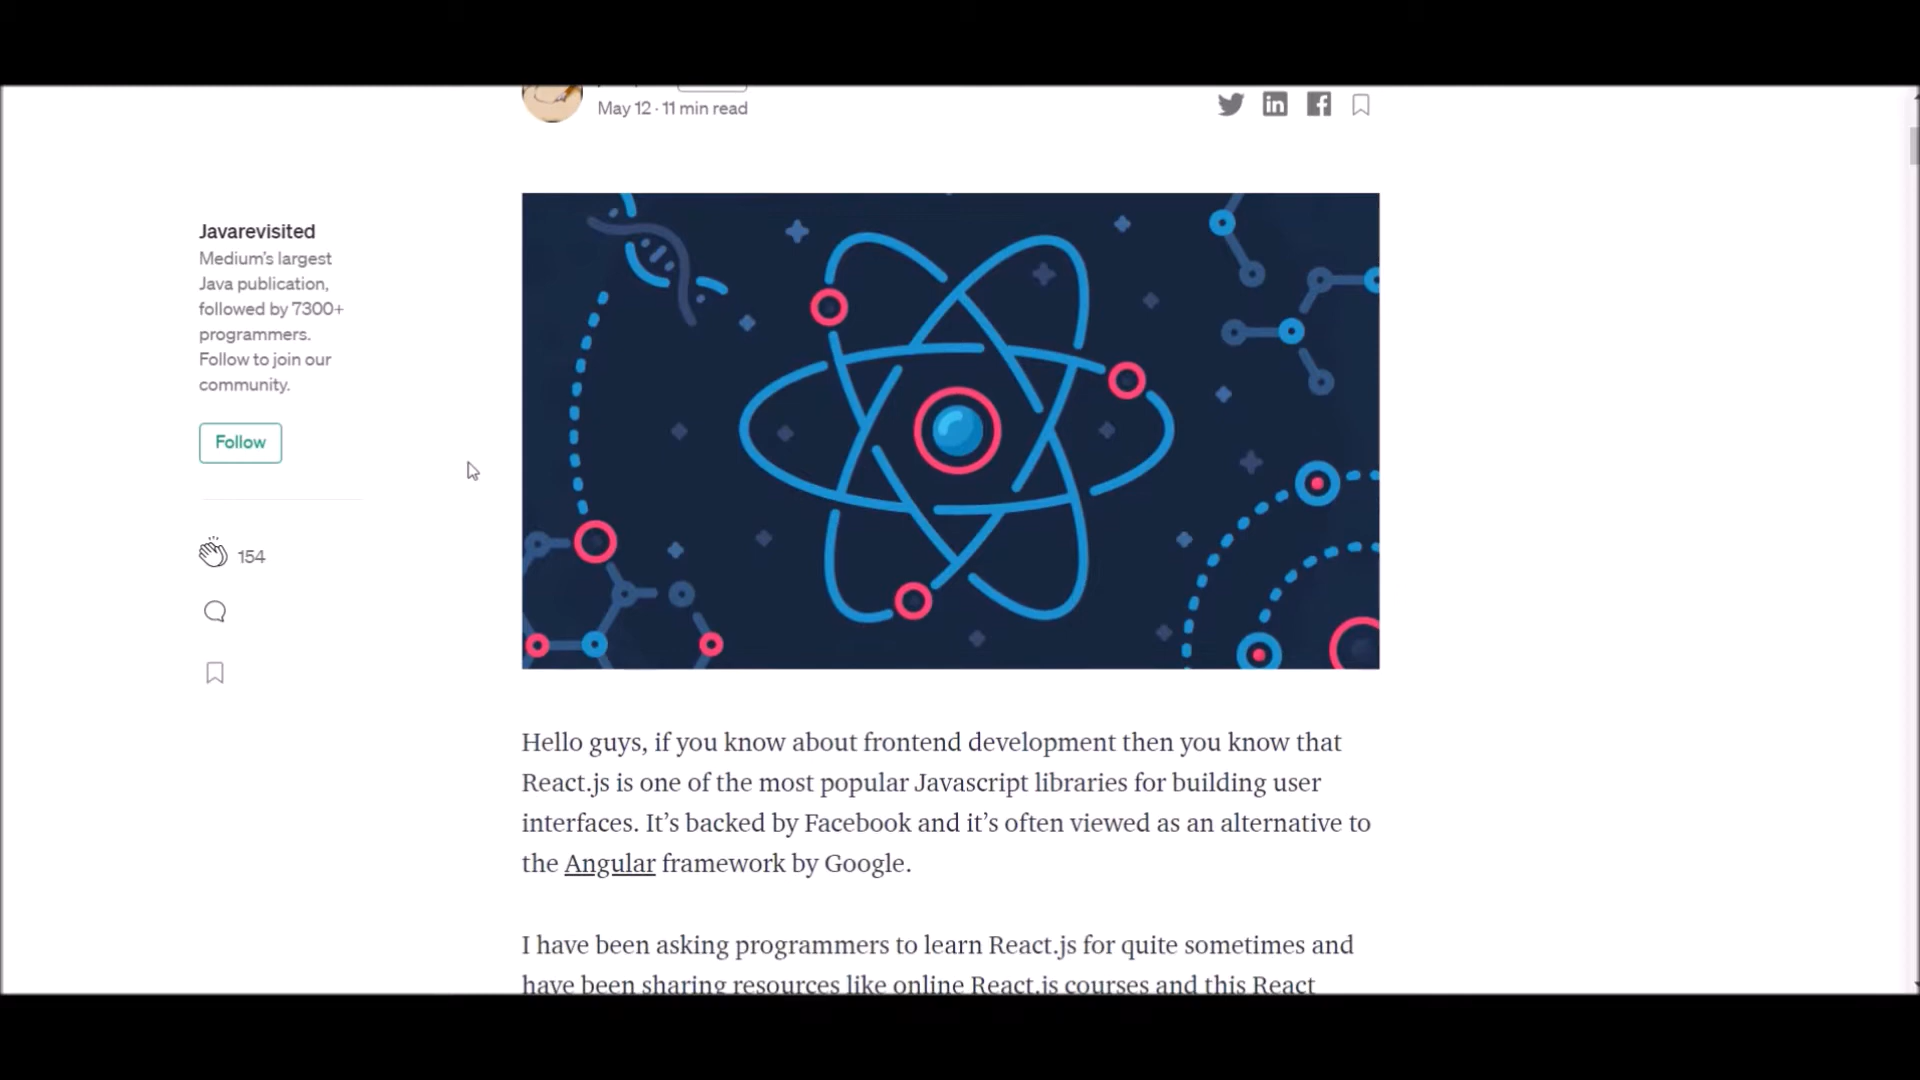 May 12 · 11 min read
Javarevisited
Medium's largest
Java publication,
followed by 7300+
programmers.
Follow to join our
community.
Follow
154
Hello guys, if you know about frontend development then you know that
React.js is one of the most popular Javascript libraries for building user
interfaces. It's backed by Facebook and it's often viewed as an alternative to
the Angular framework by Google.
I have been asking programmers to learn React.js for quite sometimes and
have been sharing resources like online React.js courses and this React